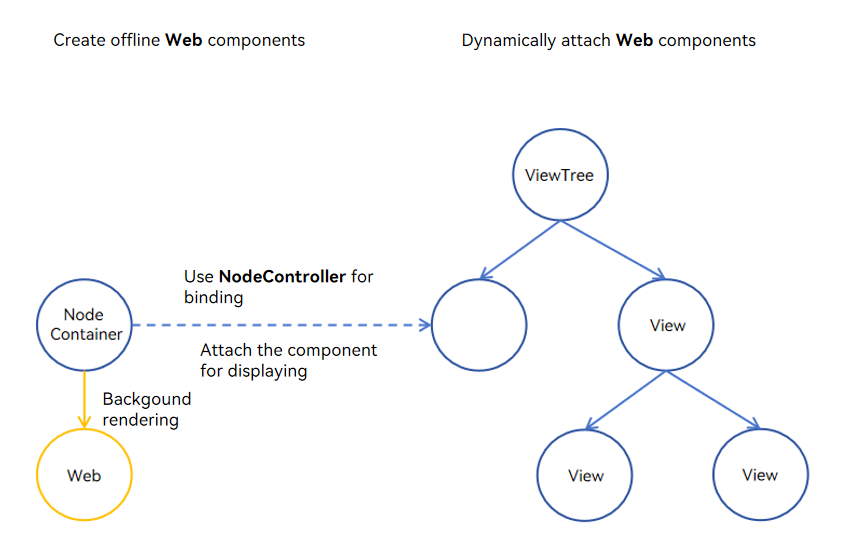 Create offline Web components
Dynamically attach Web components
ViewTree
Use NodeController for
binding
Node
Container
View
Attach the component
for displaying
Backgound
rendering
Web
View
View